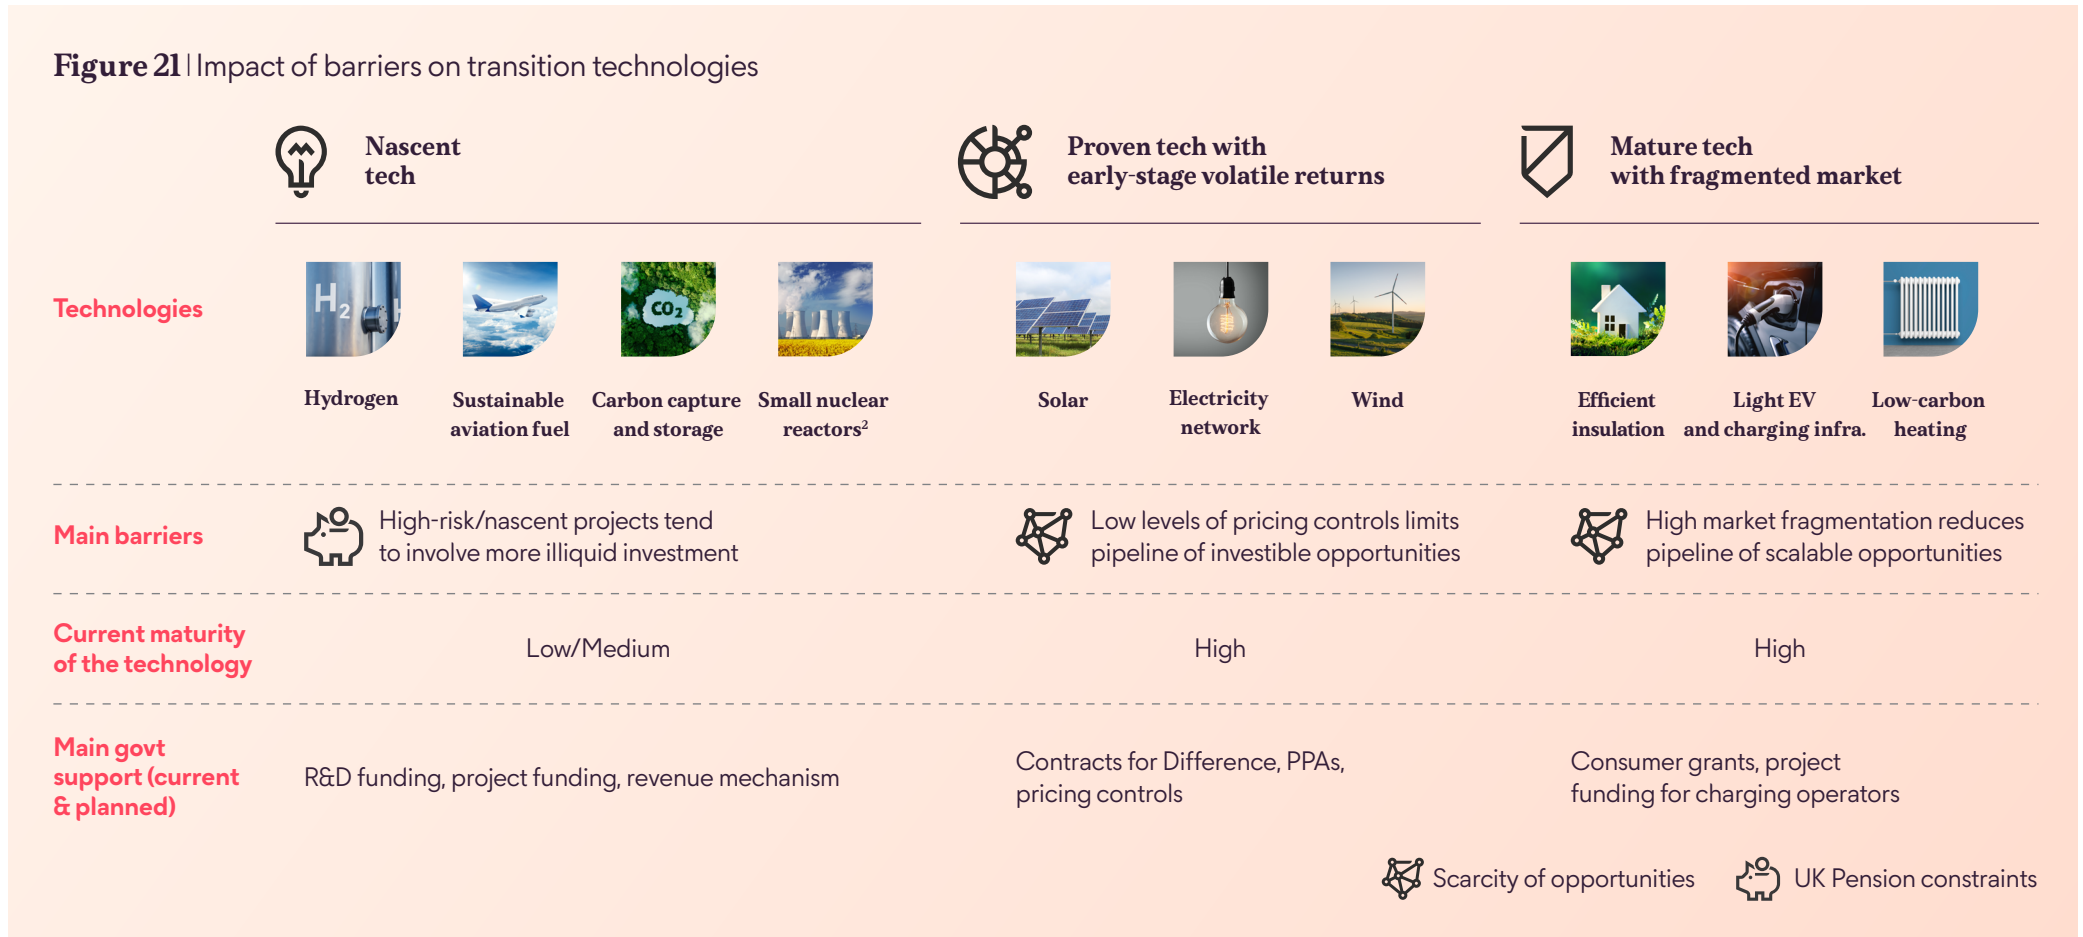 Figure 21 | Impact of barriers on transition technologies
Nascent
tech
Proven tech with
early-stage volatile returns
Mature tech
with fragmented market
Technologies
H2
CO2
Hydrogen
Sustainable
aviation fuel
Carbon capture
and storage
Small nuclear
reactors²
Solar
Electricity
network
Wind
Efficient
insulation
Light EV
and charging infra.
Low-carbon
heating
Main barriers
High-risk/nascent projects tend
to involve more illiquid investment
Low levels of pricing controls limits
pipeline of investible opportunities
High market fragmentation reduces
pipeline of scalable opportunities
Current maturity
of the technology
Low/Medium
High
High
Main govt
support (current
& planned)
R&D funding, project funding, revenue mechanism
Contracts for Difference, PPAs,
pricing controls
Consumer grants, project
funding for charging operators
Scarcity of opportunities
UK Pension constraints